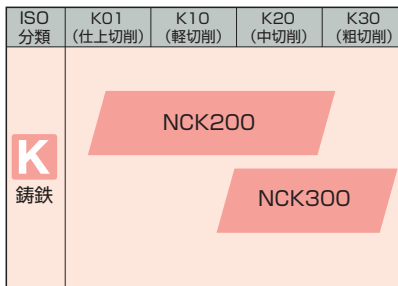 ISO
分類
K01
(仕上切削)
K10
(軽切削)
K20
(中切削)
K30
(粗切削)
K
鋳鉄
NCK200
NCK300